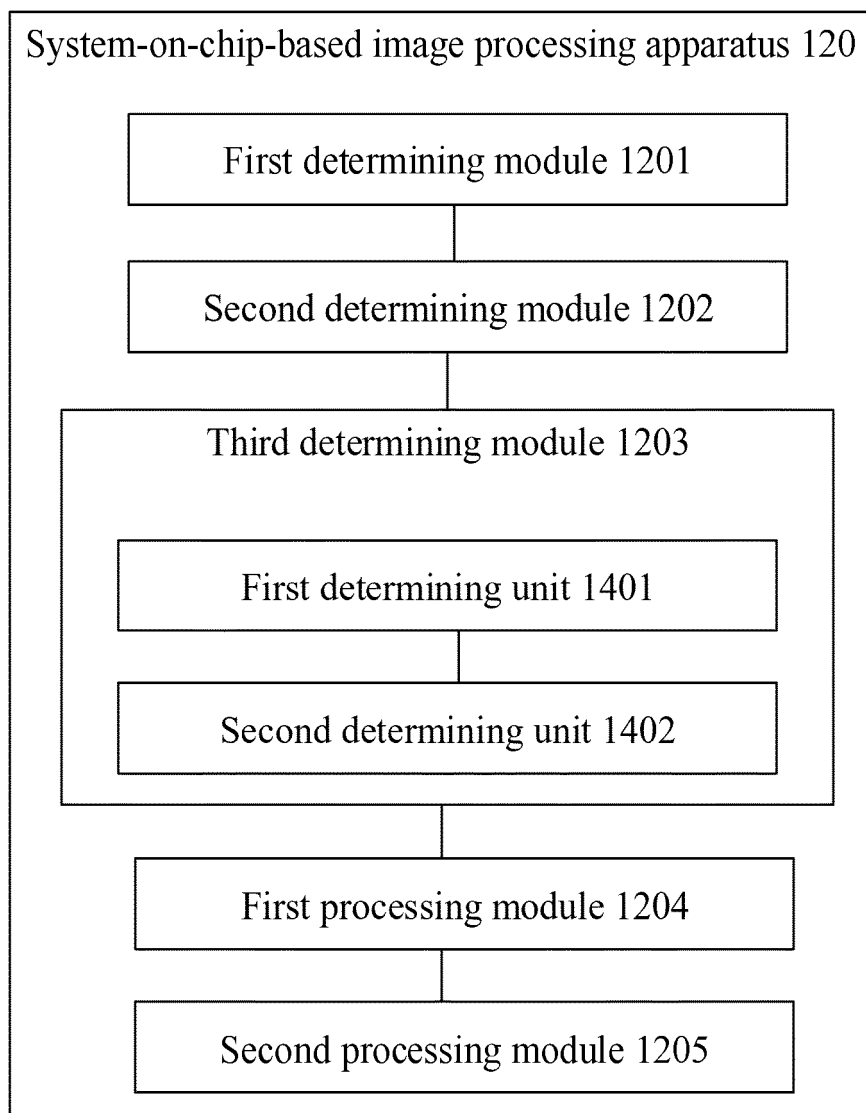 System-on-chip-based image processing apparatus 120
First determining module 1201
Second determining module 1202
Third determining module 1203
First determining unit 1401
Second determining unit 1402
First processing module 1204
Second processing module 1205